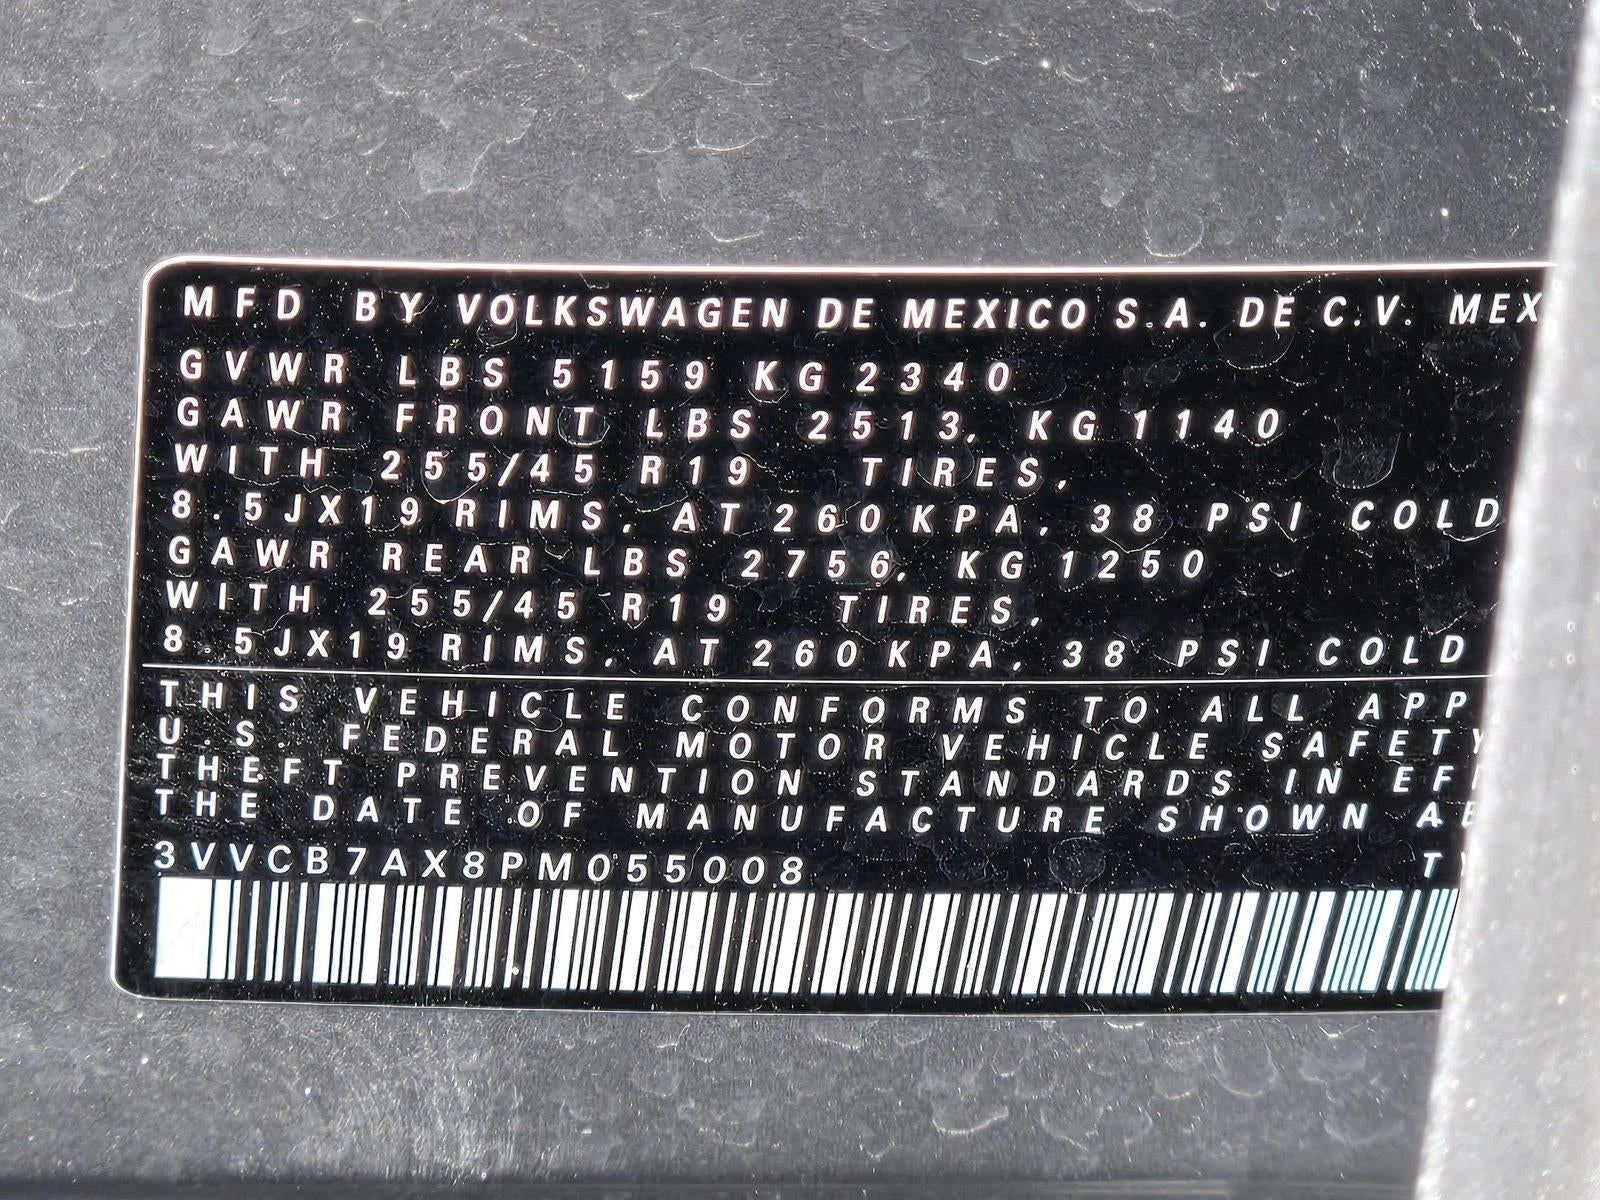 MFD BY VOLKSWAGEN DE MEXICO S.A. DE C.V. MEX
GVWR LBS 5159 KG 2340
GAWR FRONT LBS 2513, KG 1140
WITH 255/45 R19 TIRES,
8.5JX19 RIMS, AT 260 KPA, 38 PSI COLD
GAWR REAR LBS 2756, KG 1250
WITH 255/45 R19 TIRES,
8.5JX19 RIMS, AT 260 KPA, 38 PSI COLD
THIS VEHICLE CONFORMS TO ALL APP
U.S. FEDERAL MOTOR VEHICLE SAFETY
THEFT PREVENTION STANDARDS IN EF
THE DATE OF MANUFACTURE SHOWN A
3VVCB7AX8PM055008 TY